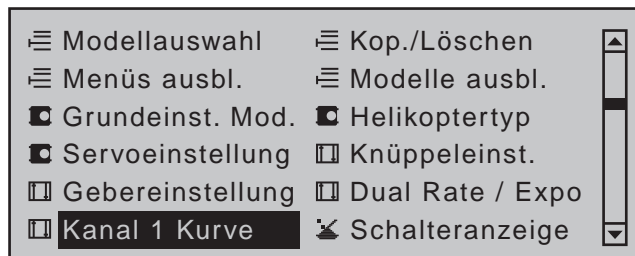 Modellauswahl Kop./Löschen
Menüs ausbl. Modelle ausbl.
Grundeinst. Mod. Helikoptertyp
Servoeinstellung Knüppeleinst.
Gebereinstellung Dual Rate / Expo
Kanal 1 Kurve Schalteranzeige